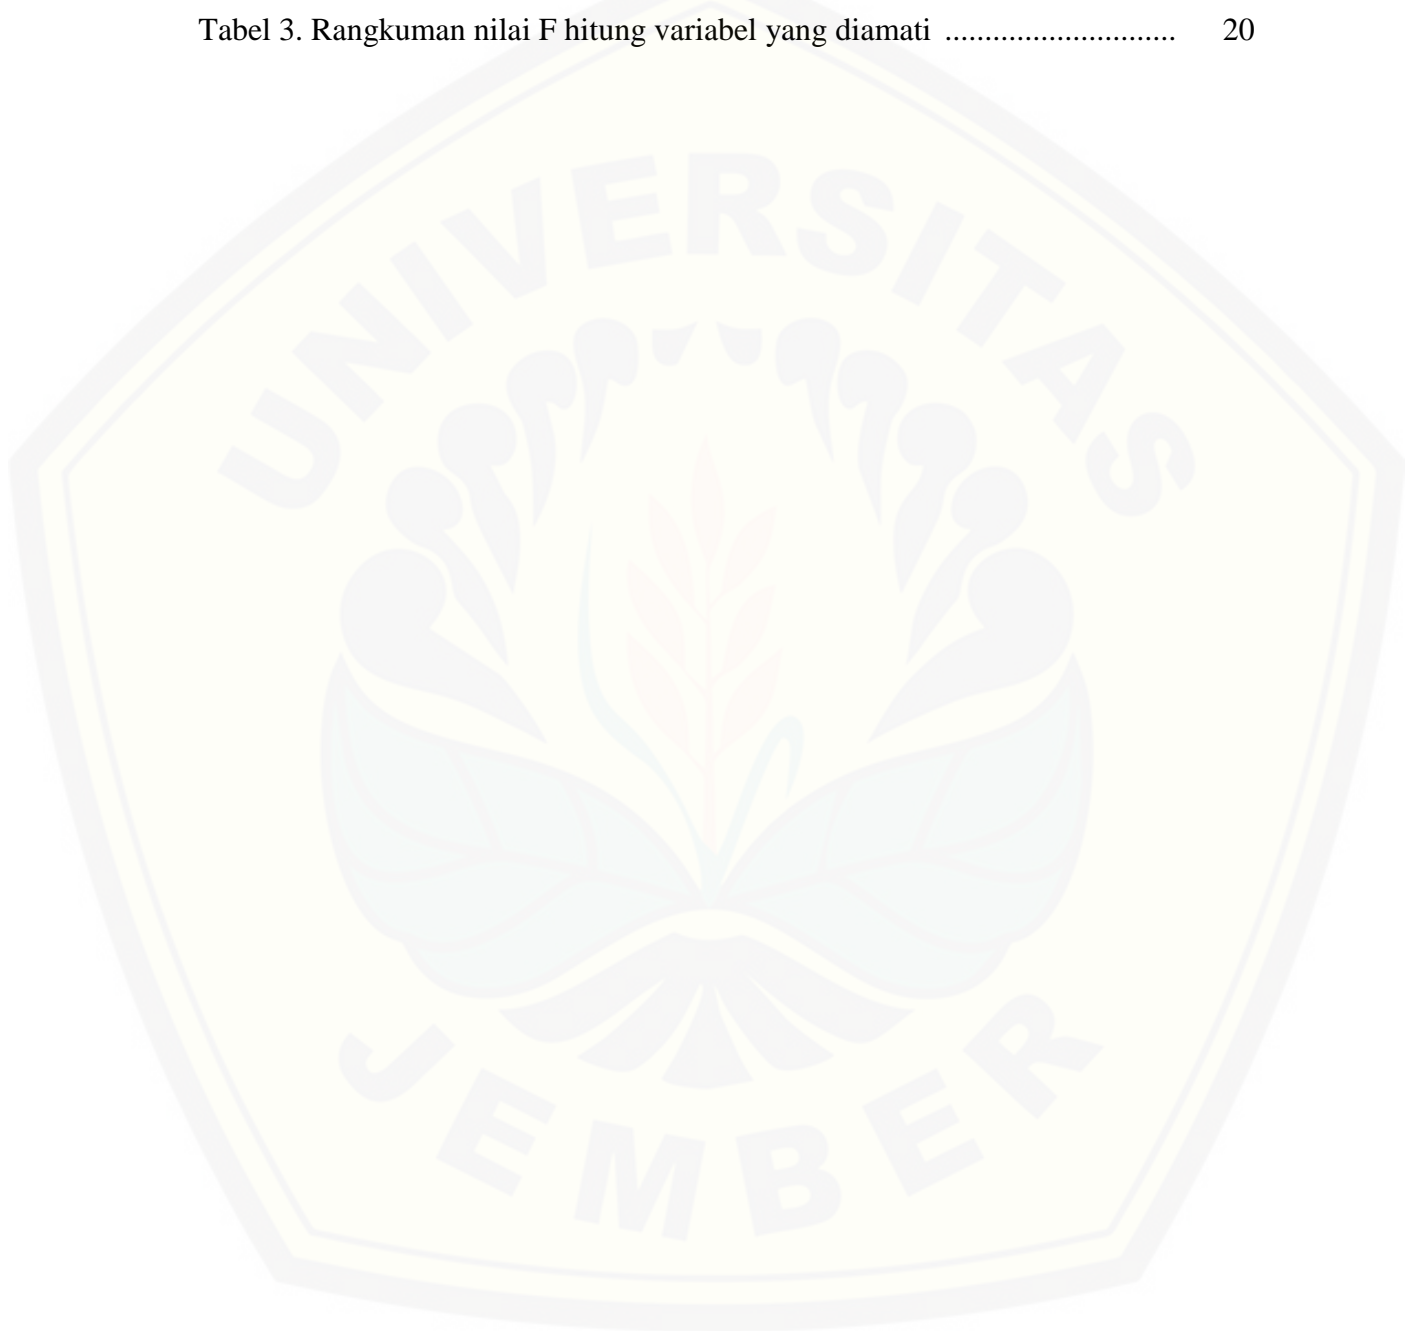 Tabel 3. Rangkuman nilai F hitung variabel yang diamati ............................. 20
UNIVERSITAS
JEMBER